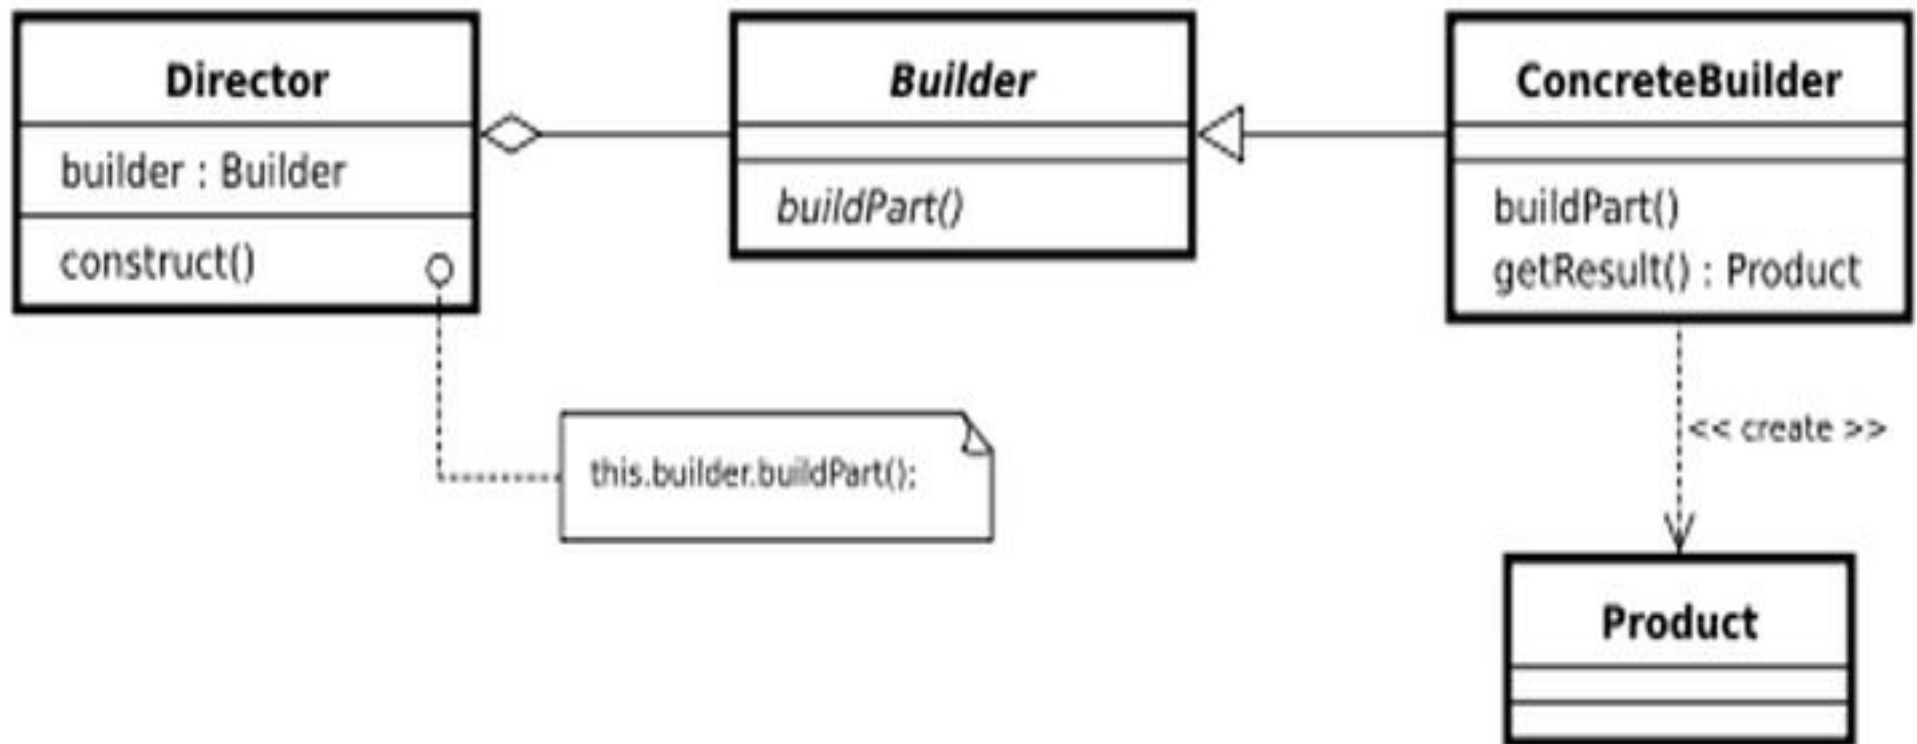 Director
builder : Builder
construct()
Builder
buildPart()
ConcreteBuilder
buildPart()
getResult() : Product
this.builder.buildPart();
<< create >>
Product